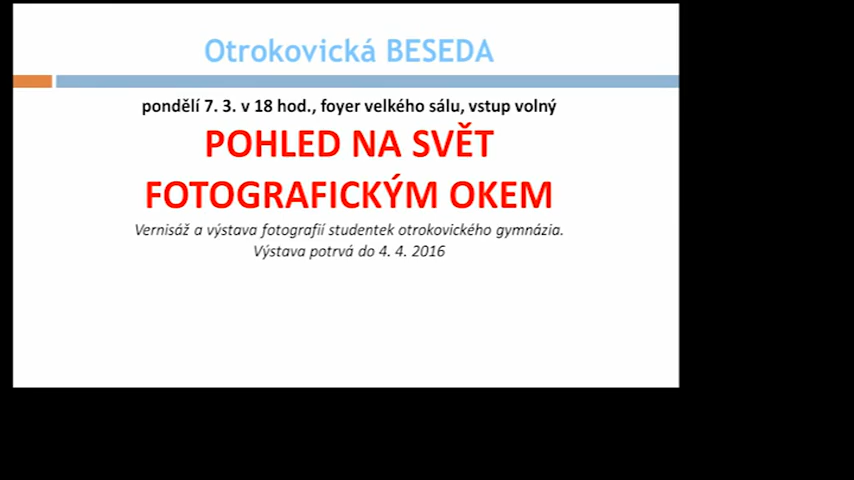 Otrokovická BESEDA
pondělí 7. 3. v 18 hod., foyer velkého sálu, vstup volný
POHLED NA SVĚT
FOTOGRAFICKÝM OKEM
Vernisáž a výstava fotografií studentek otrokovického gymnázia.
Výstava potrvá do 4. 4. 2016